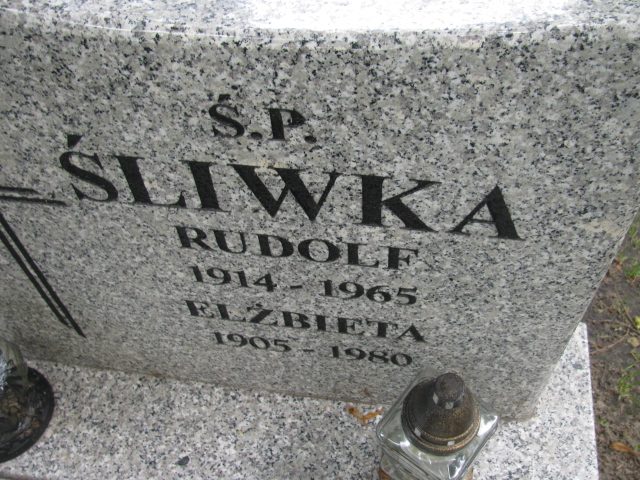 Ś.P.
ŚLIWKA
RUDOLF
1914 - 1965
ELŻBIETA
1905 - 1980